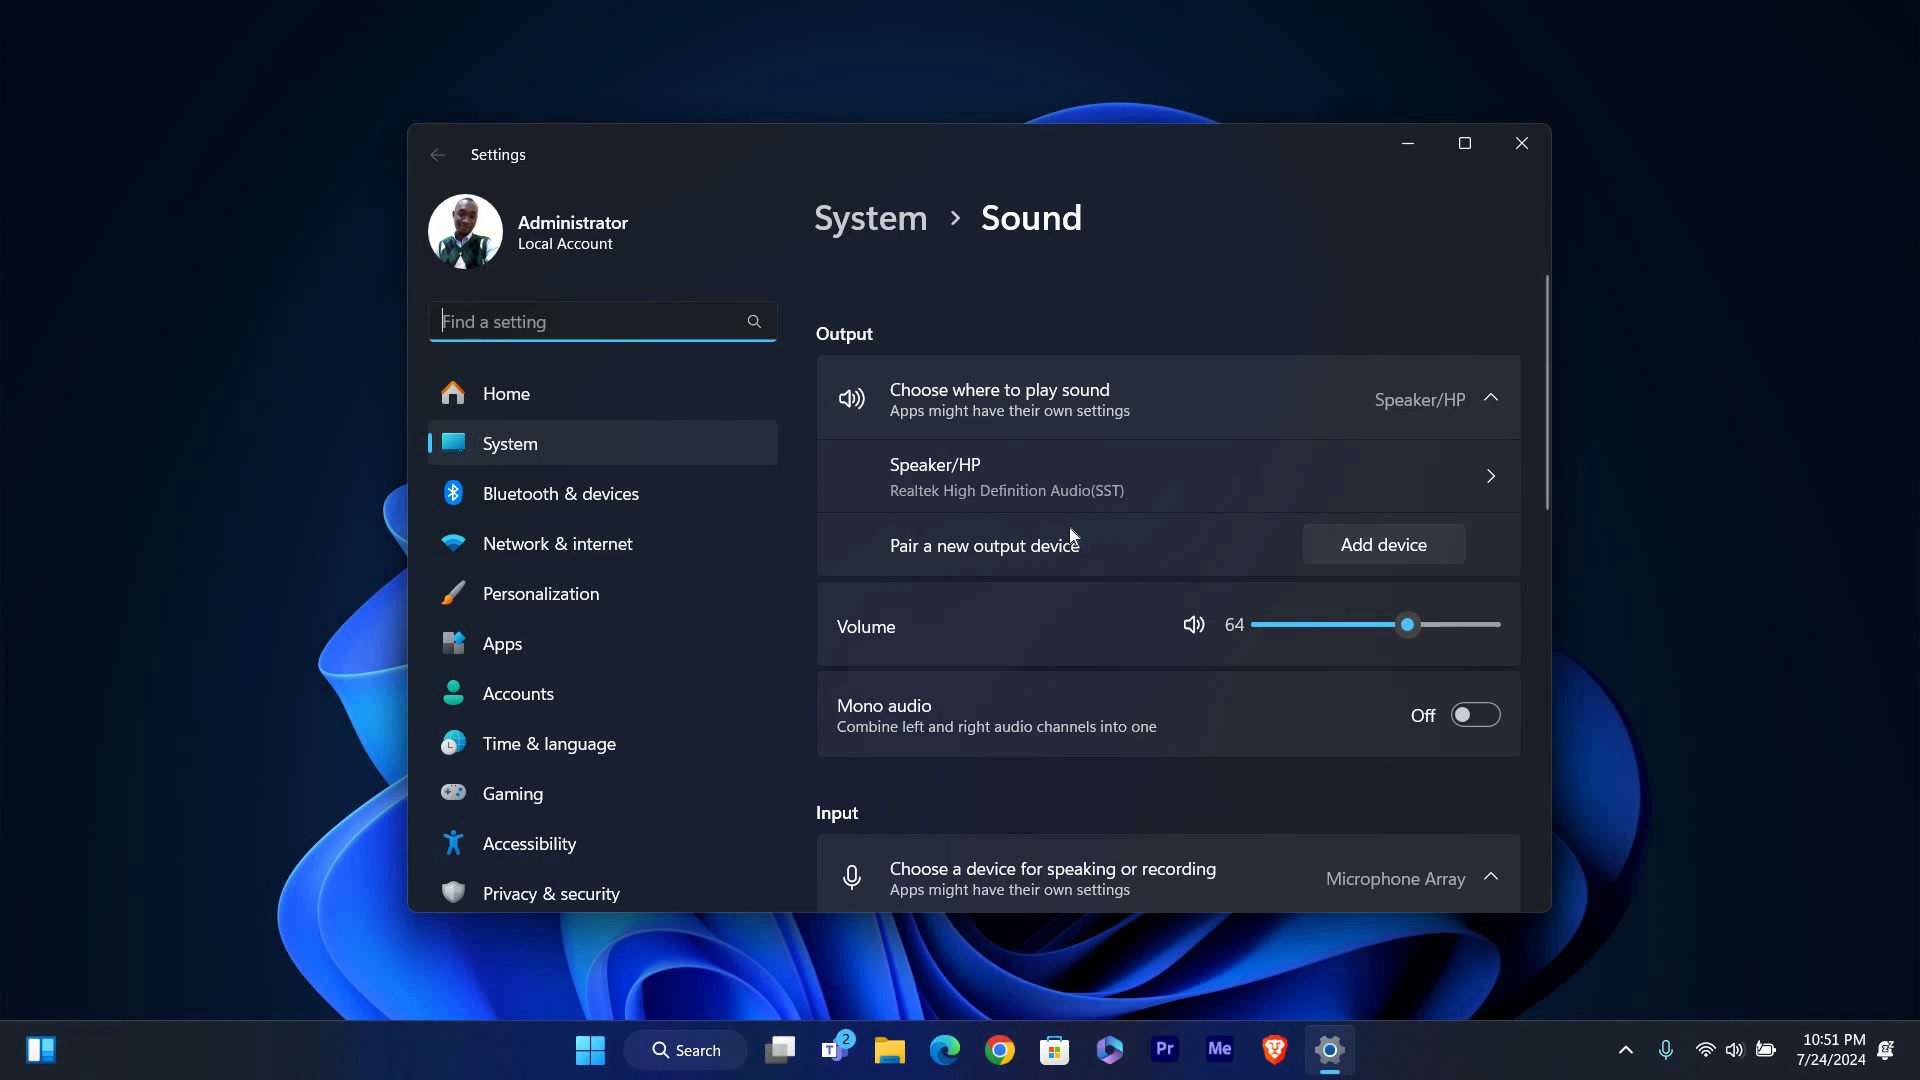 Settings
Administrator
Local Account
Find a setting
Home
System
Bluetooth & devices
Network & internet
Personalization
Apps
Accounts
Time & language
Gaming
Accessibility
Privacy & security
System > Sound
Output
Choose where to play sound
Apps might have their own settings
Speaker/HP
Speaker/HP
Realtek High Definition Audio(SST)
Pair a new output device
Add device
Volume
64
Mono audio
Combine left and right audio channels into one
Off
Input
Choose a device for speaking or recording
Apps might have their own settings
Microphone Array
Search
T
2
Pr
Me
10:51 PM
7/24/2024